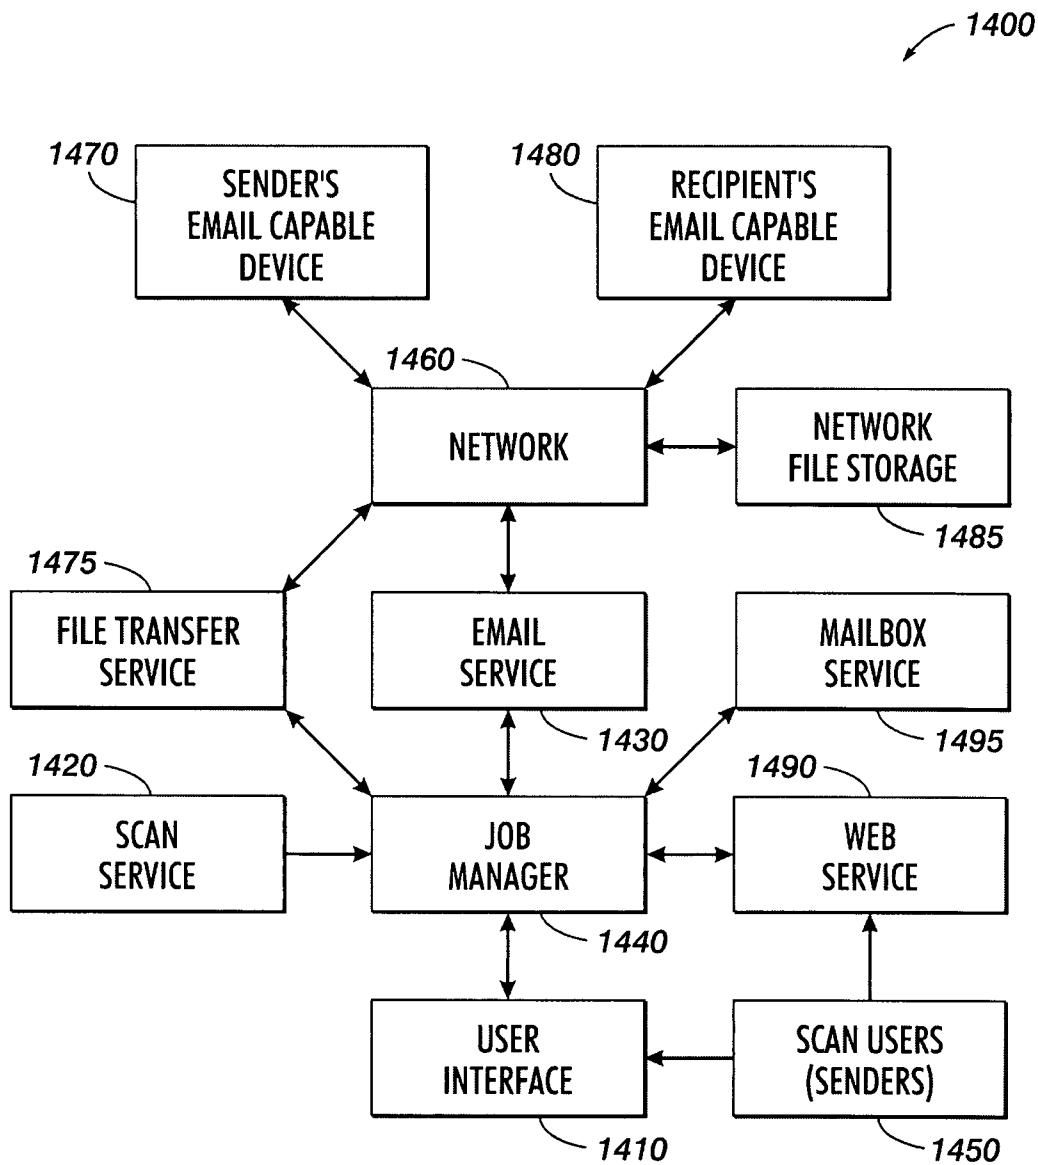 1400
1470
SENDER'S
EMAIL CAPABLE
DEVICE
1480
RECIPIENT'S
EMAIL CAPABLE
DEVICE
1460
NETWORK
NETWORK
FILE STORAGE
1485
1475
FILE TRANSFER
SERVICE
EMAIL
SERVICE
1430
MAILBOX
SERVICE
1495
1420
SCAN
SERVICE
JOB
MANAGER
1440
1490
WEB
SERVICE
USER
INTERFACE
1410
SCAN USERS
(SENDERS)
1450